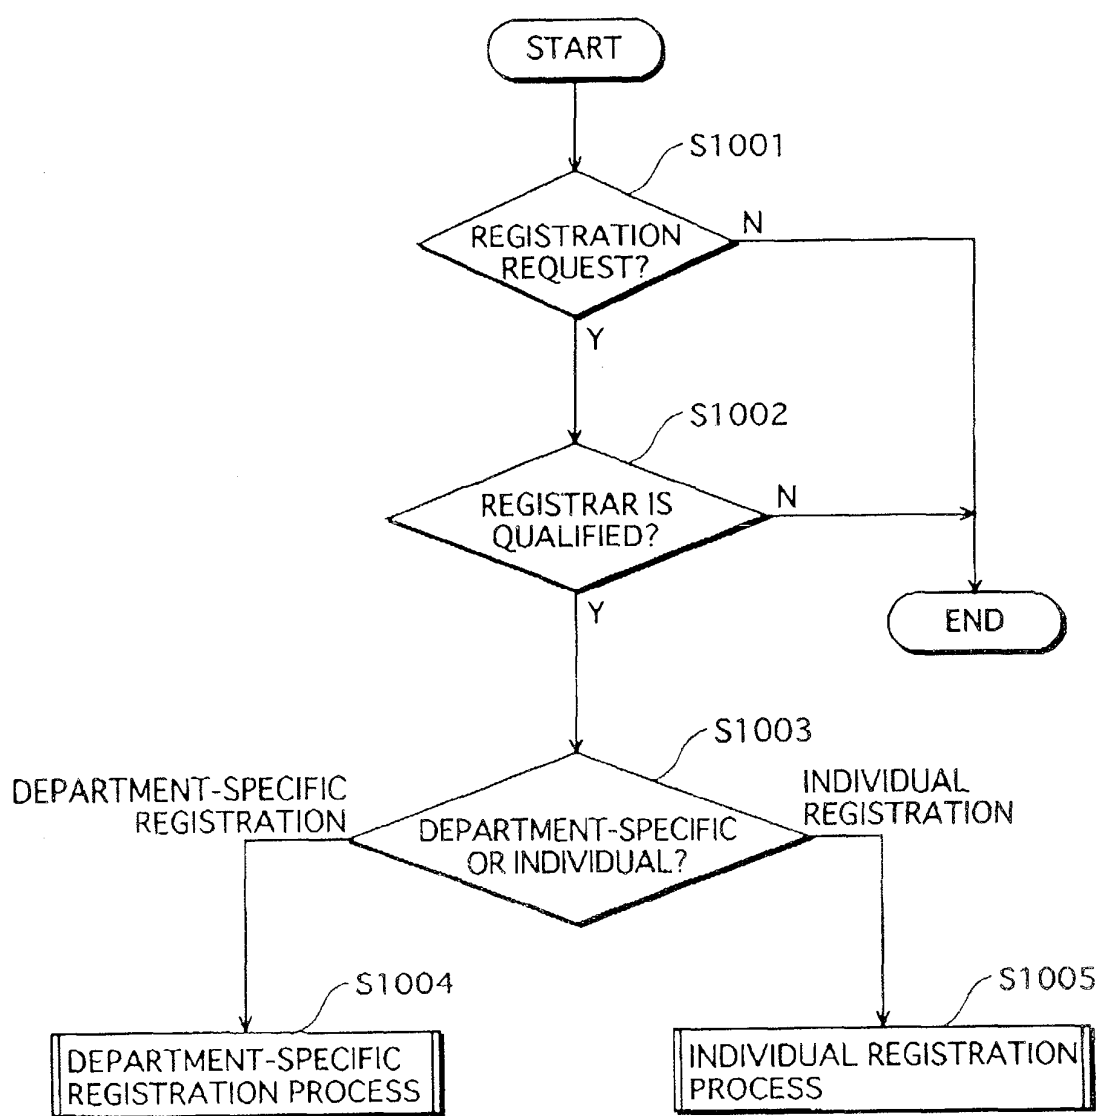 START
S1001
REGISTRATION
REQUEST?
N
Y
S1002
REGISTRAR IS
QUALIFIED?
N
Y
END
S1003
DEPARTMENT-SPECIFIC
REGISTRATION
DEPARTMENT-SPECIFIC
OR INDIVIDUAL?
INDIVIDUAL
REGISTRATION
S1004
DEPARTMENT-SPECIFIC
REGISTRATION PROCESS
S1005
INDIVIDUAL REGISTRATION
PROCESS